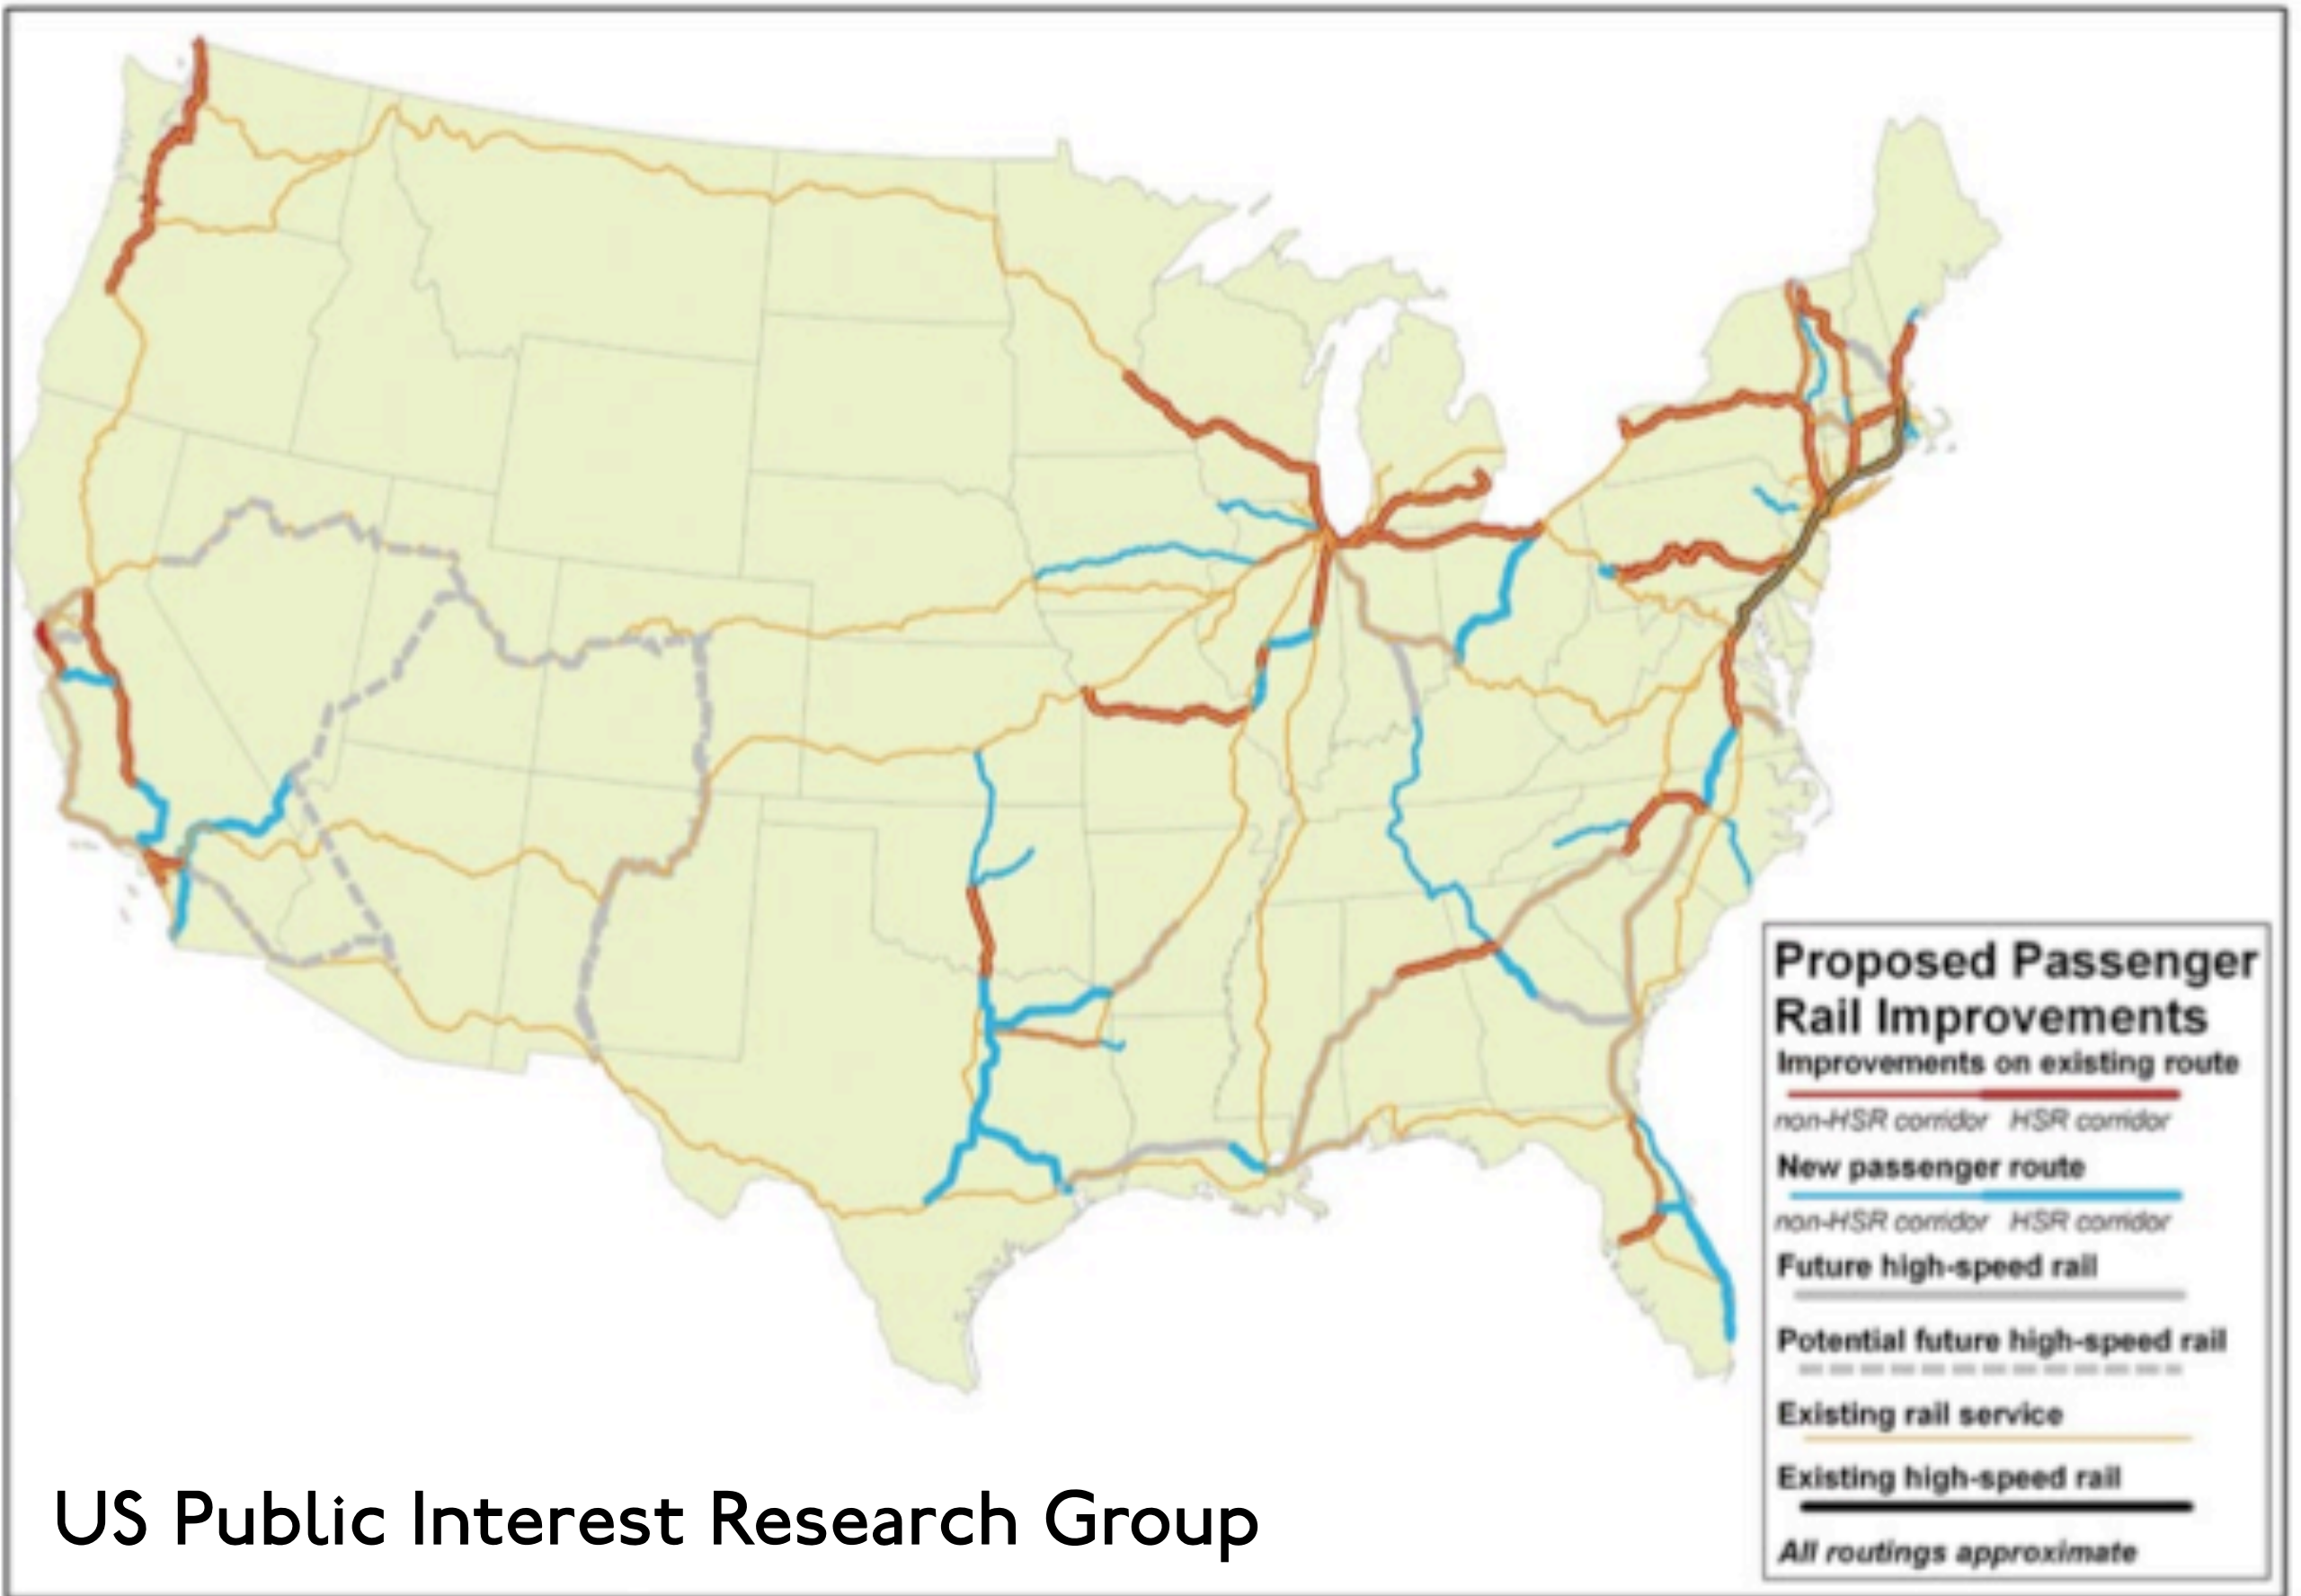 Proposed Passenger
Rail Improvements
Improvements on existing route
non-HSR corridor HSR corridor
New passenger route
non-HSR corridor HSR corridor
Future high-speed rail
Potential future high-speed rail
Existing rail service
Existing high-speed rail
All routings approximate
US Public Interest Research Group